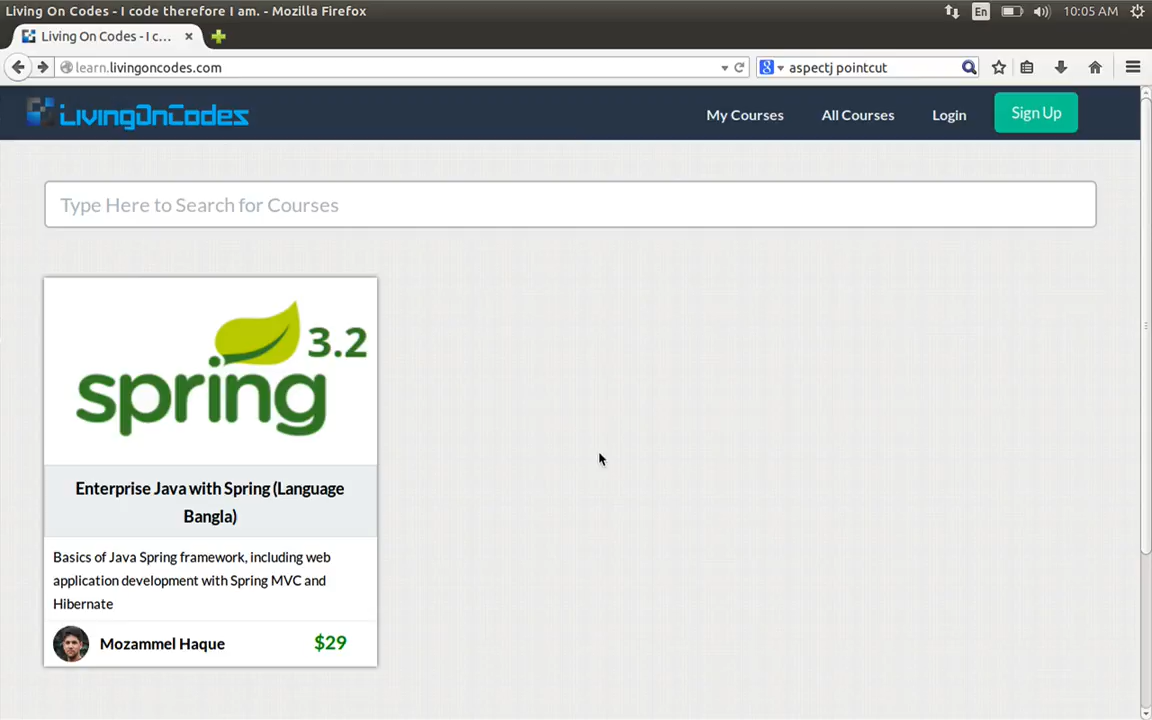 Living On Codes - I code therefore I am. - Mozilla Firefox
En
10:05 AM
Living On Codes - I c...
learn.livingoncodes.com
aspectj pointcut
LivingOnCodes
My Courses
All Courses
Login
Sign Up
Type Here to Search for Courses
3.2
spring
Enterprise Java with Spring (Language
Bangla)
Basics of Java Spring framework, including web
application development with Spring MVC and
Hibernate
Mozammel Haque
$29